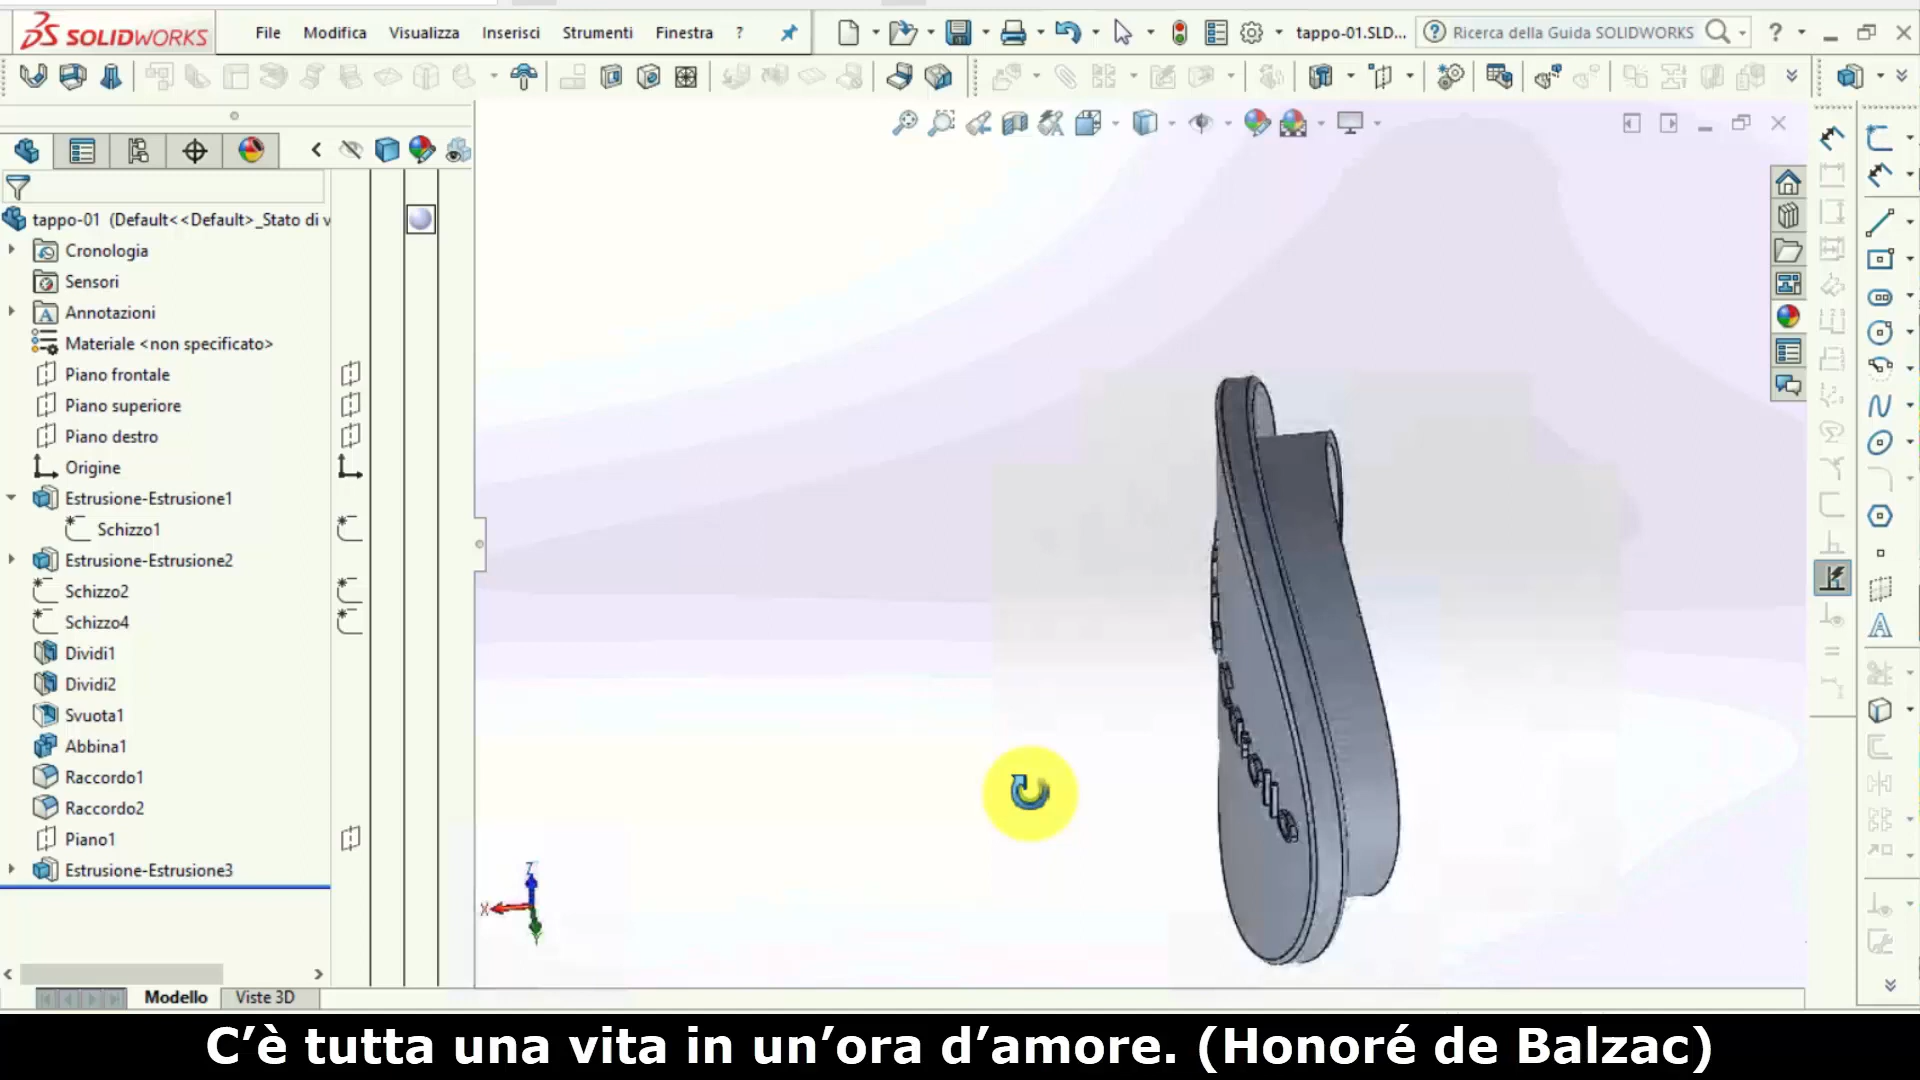 SOLIDWORKS File Modifica Visualizza Inserisci Strumenti Finestra ? tappo-01.SLD... Ricerca della Guida SOLIDWORKS ?
tappo-01 (Default<<Default>_Stato di v
Cronologia
Sensori
Annotazioni
Materiale <non specificato>
Piano frontale
Piano superiore
Piano destro
Origine
Estrusione-Estrusione1
Schizzo1
Estrusione-Estrusione2
Schizzo2
Schizzo4
Dividi1
Dividi2
Svuota1
Abbina1
Raccordo1
Raccordo2
Piano1
Estrusione-Estrusione3
Z
X
Modello Viste 3D
C’è tutta una vita in un’ora d’amore. (Honoré de Balzac)